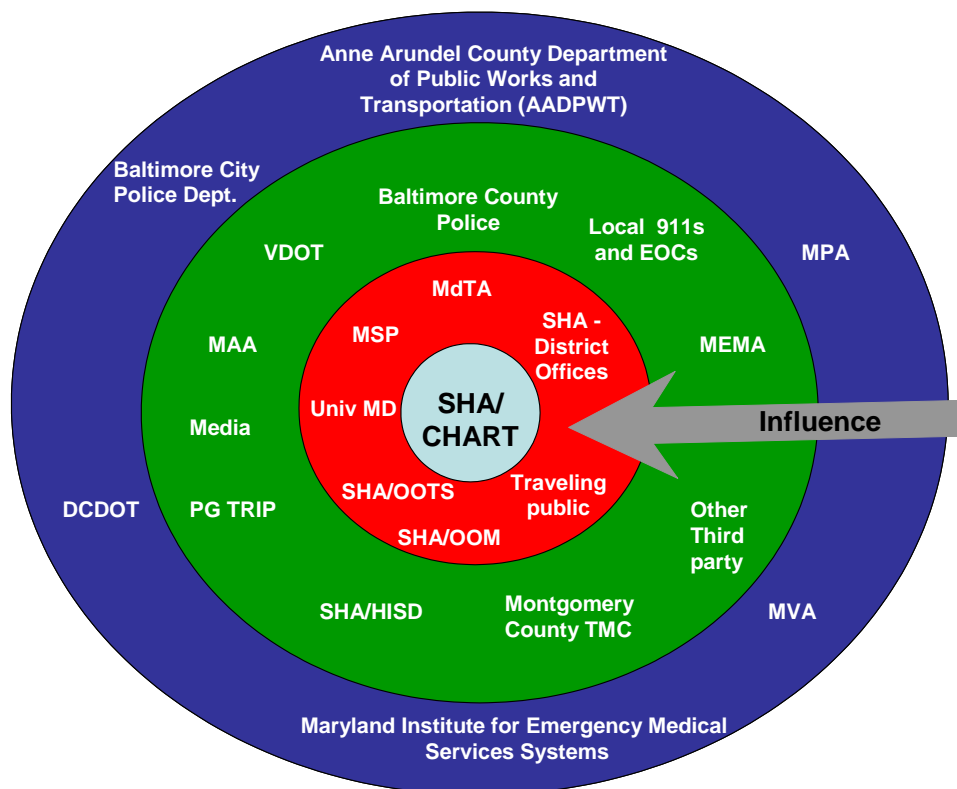 Anne Arundel County Department
of Public Works and
Transportation (AADPWT)
Baltimore City
Police Dept.
Baltimore County
Police
Local 911s
and EOCs
VDOT
MPA
MdTA
SHA -
District
Offices
MSP
MAA
MEMA
Univ MD
SHA/
CHART
Influence
Media
SHA/OOTS
Traveling
public
DCDOT
PG TRIP
Other
Third
party
SHA/OOM
SHA/HISD
Montgomery
County TMC
MVA
Maryland Institute for Emergency Medical
Services Systems